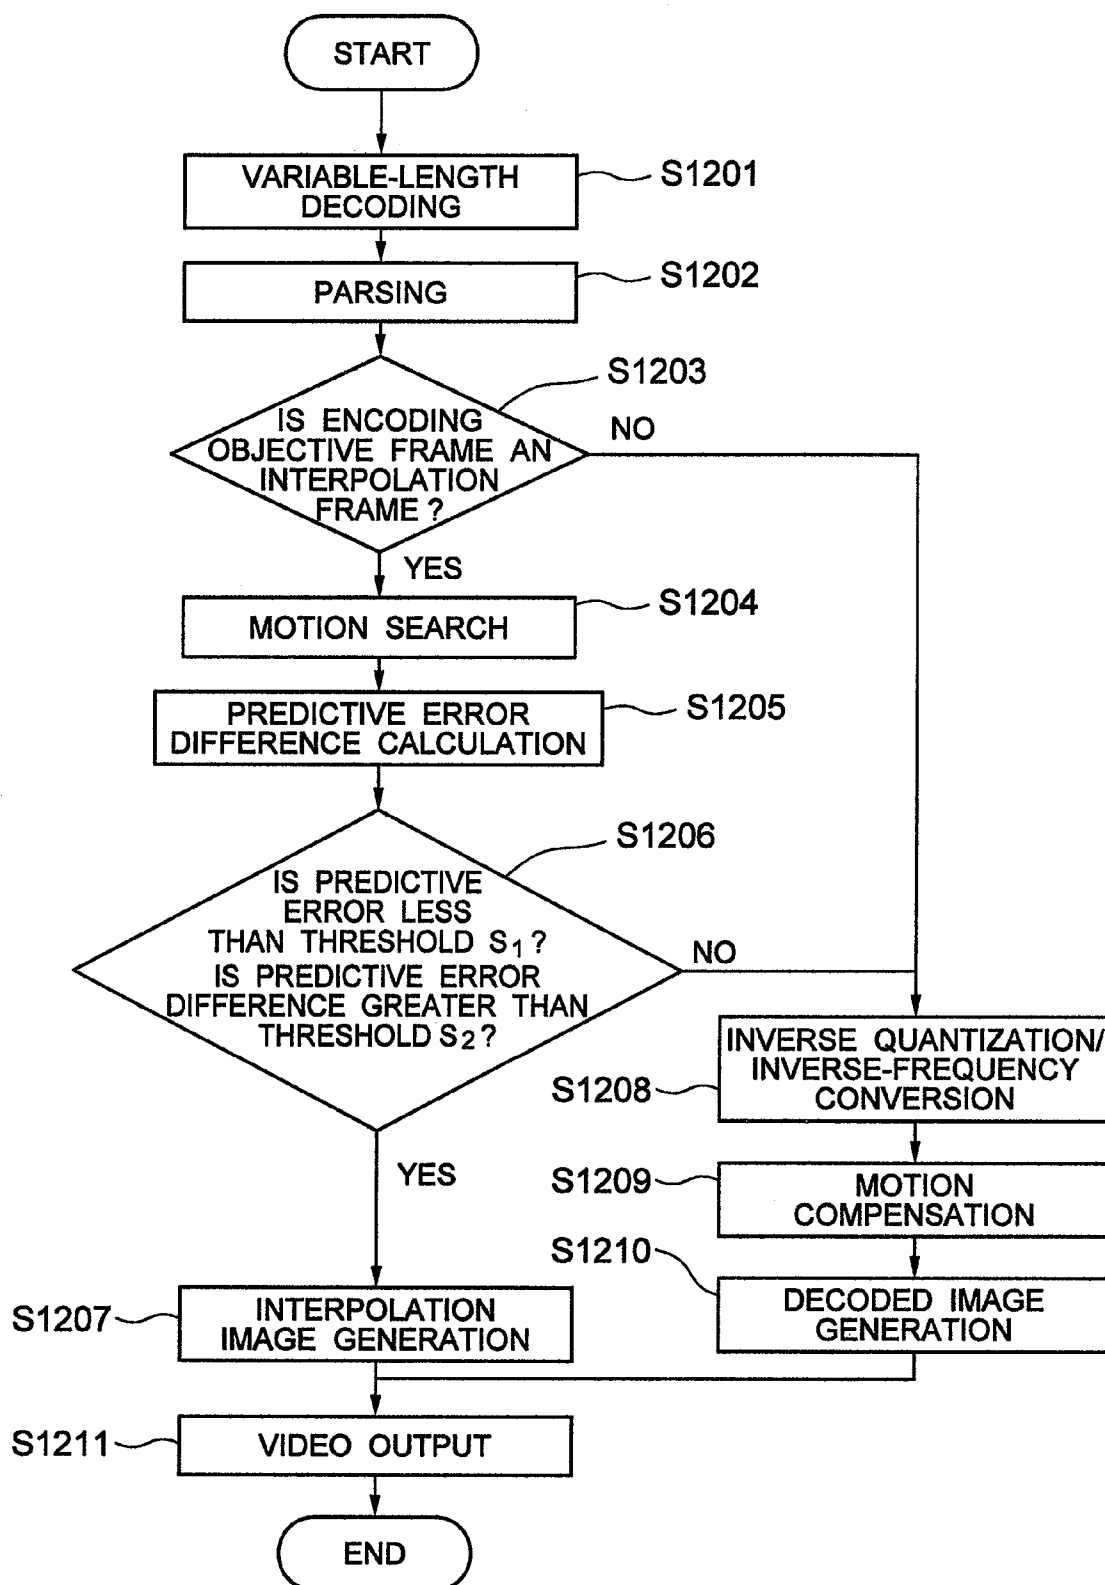 START
VARIABLE-LENGTH
DECODING
S1201
PARSING
S1202
S1203
IS ENCODING
OBJECTIVE FRAME AN
INTERPOLATION
FRAME ?
NO
YES
MOTION SEARCH
S1204
PREDICTIVE ERROR
DIFFERENCE CALCULATION
S1205
S1206
IS PREDICTIVE
ERROR LESS
THAN THRESHOLD S1 ?
IS PREDICTIVE ERROR
DIFFERENCE GREATER THAN
THRESHOLD S2 ?
NO
YES
INVERSE QUANTIZATION/
INVERSE-FREQUENCY
CONVERSION
S1208
S1209
MOTION
COMPENSATION
S1210
DECODED IMAGE
GENERATION
S1207
INTERPOLATION
IMAGE GENERATION
S1211
VIDEO OUTPUT
END